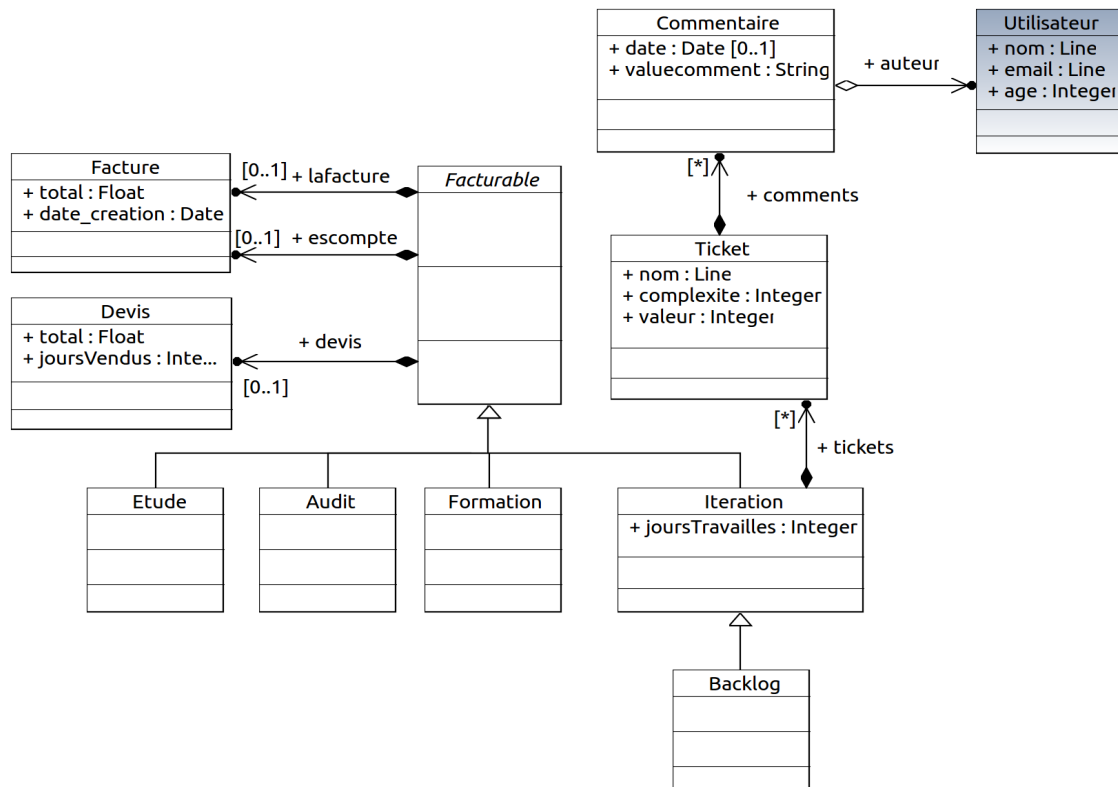 Commentaire
+ date : Date [0..1]
+ valuecomment : String
+ auteur
Utilisateur
+ nom : Line
+ email : Line
+ age : Integer
Facture
+ total : Float
+ date_creation : Date
[0..1]
+ lafacture
[0..1]
+ escompte
Facturable
[*]
+ comments
Ticket
+ nom : Line
+ complexite : Integer
+ valeur : Integer
Devis
+ total : Float
+ joursVendus : Inte...
+ devis
[0..1]
[*]
+ tickets
Etude
Audit
Formation
Iteration
+ joursTravailles : Integer
Backlog